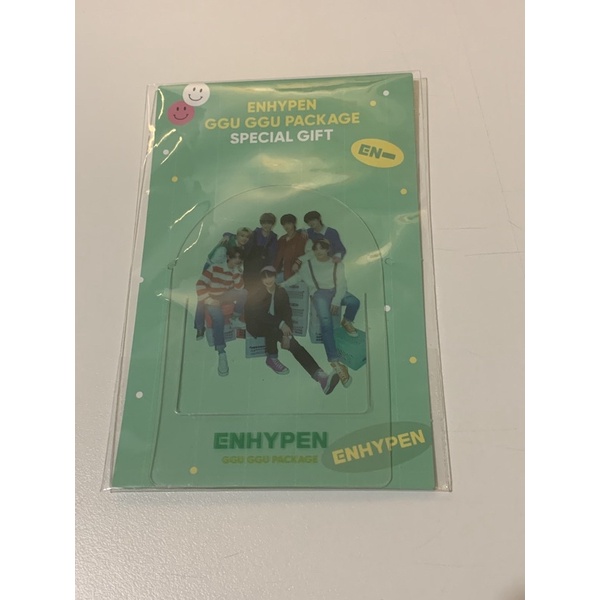 ENHYPEN
GGU GGU PACKAGE
SPECIAL GIFT
EN-
ENHYPEN
GGU GGU PACKAGE
ENHYPEN